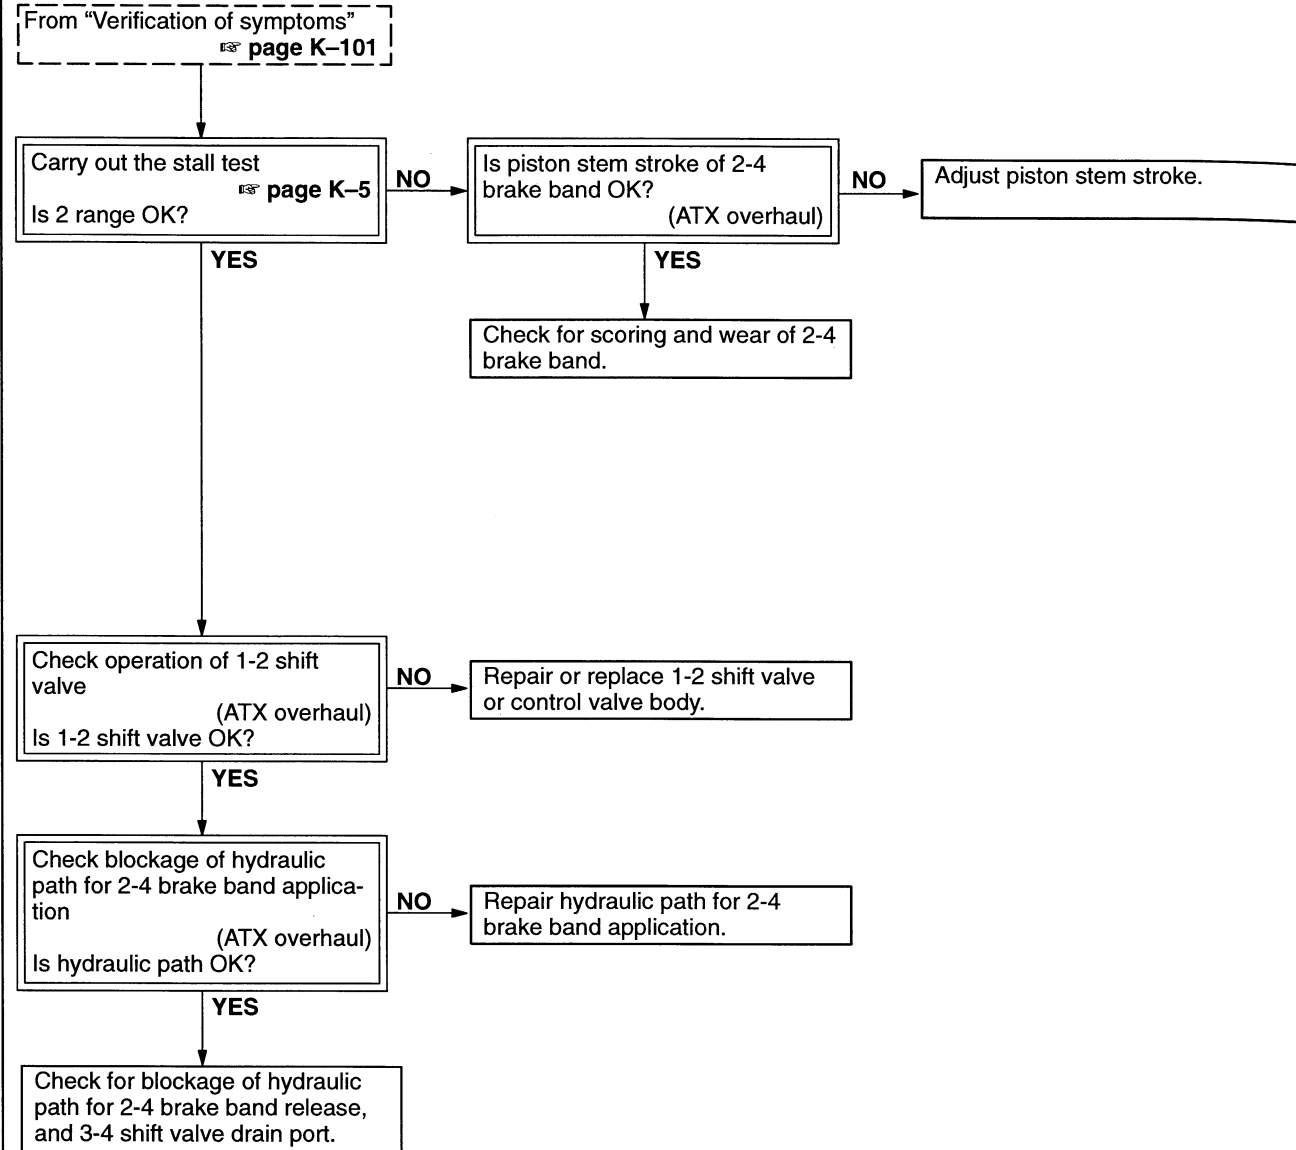 From “Verification of symptoms”
☞ page K–101
Carry out the stall test
☞ page K–5
Is 2 range OK?
NO
Is piston stem stroke of 2-4
brake band OK?
(ATX overhaul)
NO
Adjust piston stem stroke.
YES
YES
Check for scoring and wear of 2-4
brake band.
Check operation of 1-2 shift
valve
(ATX overhaul)
Is 1-2 shift valve OK?
NO
Repair or replace 1-2 shift valve
or control valve body.
YES
Check blockage of hydraulic
path for 2-4 brake band applica-
tion
(ATX overhaul)
Is hydraulic path OK?
NO
Repair hydraulic path for 2-4
brake band application.
YES
Check for blockage of hydraulic
path for 2-4 brake band release,
and 3-4 shift valve drain port.